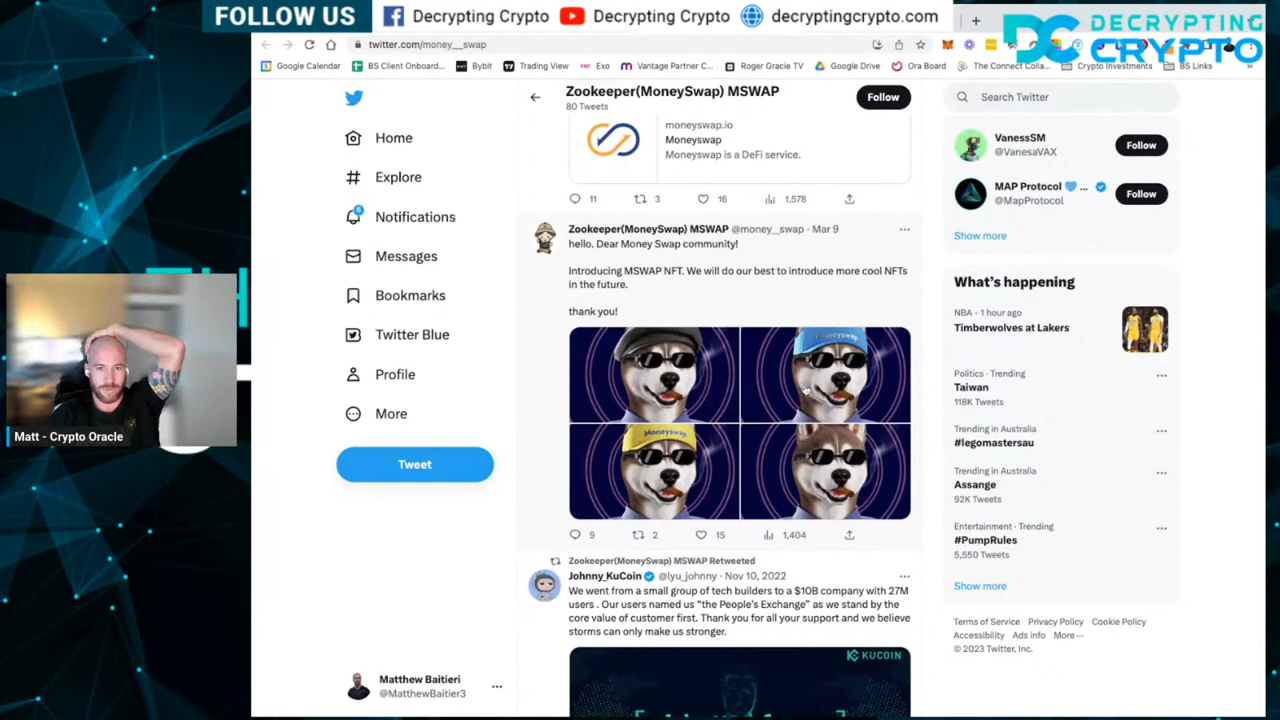 FOLLOW US
Decrypting Crypto
Decrypting Crypto
decryptingcrypto.com
DECRYPTING
CRYPTO
twitter.com/money__swap
Google Calendar
BS Client Onboard...
Bybit
Trading View
Exo
Vantage Partner C...
Roger Gracie TV
Google Drive
Ora Board
The Connect Colla...
Crypto Investments
BS Links
Home
Explore
6
Notifications
Messages
Bookmarks
Twitter Blue
Profile
More
Tweet
Matthew Baitieri
@MatthewBaitier3
Matt - Crypto Oracle
Zookeeper(MoneySwap) MSWAP
80 Tweets
Follow
moneyswap.io
Moneyswap
Moneyswap is a DeFi service.
11
3
16
1,578
Zookeeper(MoneySwap) MSWAP @money__swap · Mar 9
hello. Dear Money Swap community!
Introducing MSWAP NFT. We will do our best to introduce more cool NFTs
in the future.
thank you!
Moneyswap
Moneyswap
9
2
15
1,404
Zookeeper(MoneySwap) MSWAP Retweeted
Johnny_KuCoin @lyu_johnny · Nov 10, 2022
We went from a small group of tech builders to a $10B company with 27M
users . Our users named us “the People’s Exchange” as we stand by the
core value of customer first. Thank you for all your support and we believe
storms can only make us stronger.
KUCOIN
Search Twitter
VanessSM
@VanesaVAX
Follow
MAP Protocol ...
@MapProtocol
Follow
Show more
What’s happening
NBA · 1 hour ago
Timberwolves at Lakers
Politics · Trending
Taiwan
118K Tweets
Trending in Australia
#legomastersau
Trending in Australia
Assange
92K Tweets
Entertainment · Trending
#PumpRules
5,550 Tweets
Show more
Terms of Service Privacy Policy Cookie Policy
Accessibility Ads info More ···
© 2023 Twitter, Inc.